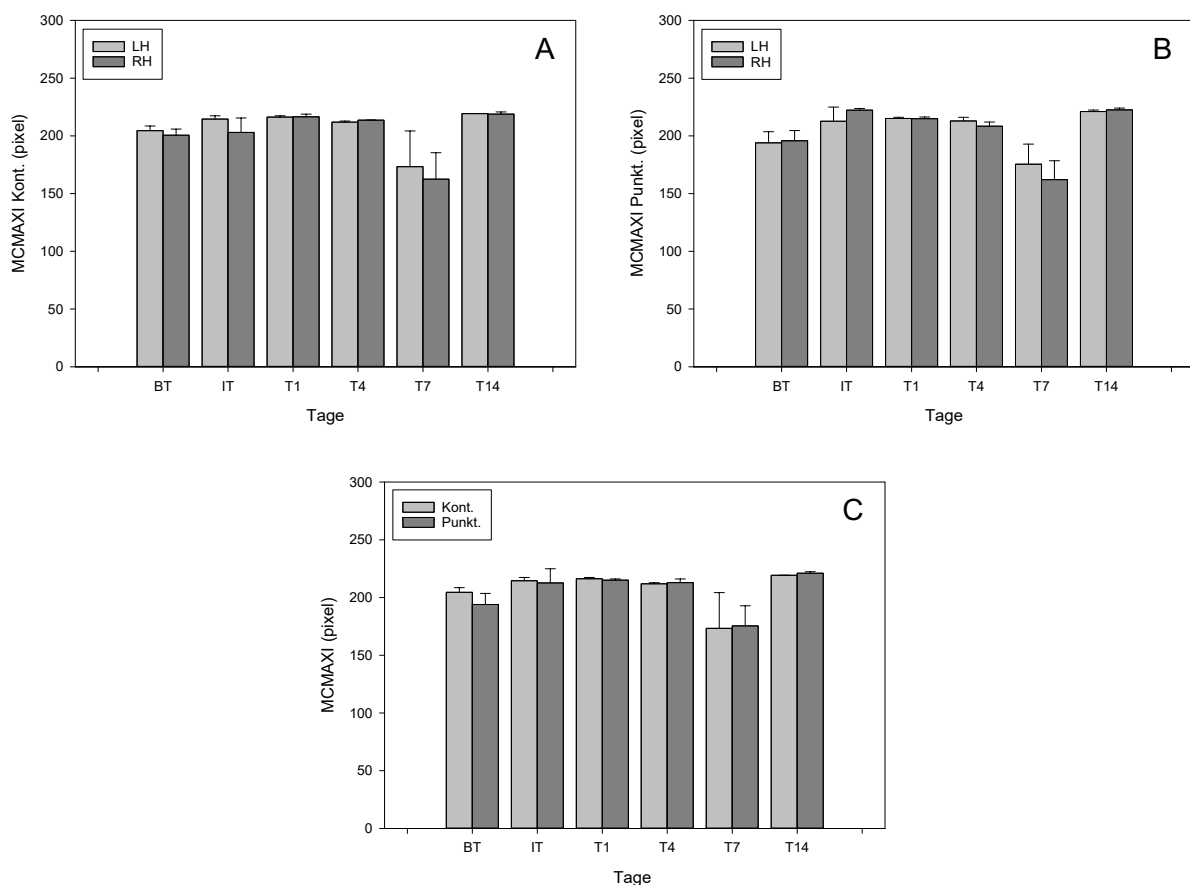 A
LH
RH
300
250
200
150
100
50
0
MCMAXI Kont. (pixel)
BT IT T1 T4 T7 T14
Tage
B
LH
RH
300
250
200
150
100
50
0
MCMAXI Punkt. (pixel)
BT IT T1 T4 T7 T14
Tage
C
Kont.
Punkt.
300
250
200
150
100
50
0
MCMAXI (pixel)
BT IT T1 T4 T7 T14
Tage